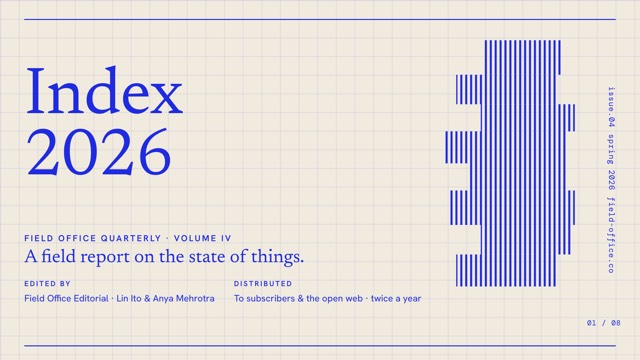 Index
2026
FIELD OFFICE QUARTERLY · VOLUME IV
A field report on the state of things.
EDITED BY
Field Office Editorial · Lin Ito & Anya Mehrotra
DISTRIBUTED
To subscribers & the open web · twice a year
issue.04 spring 2026 field-office.co
01 / 08